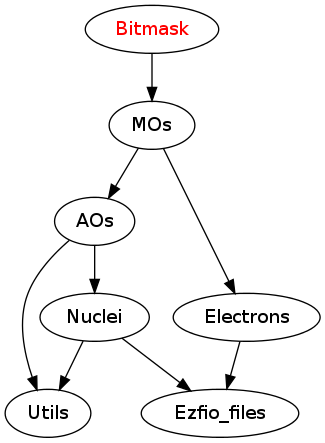 Bitmask
MOs
AOs
Nuclei
Electrons
Utils
Ezfio_files